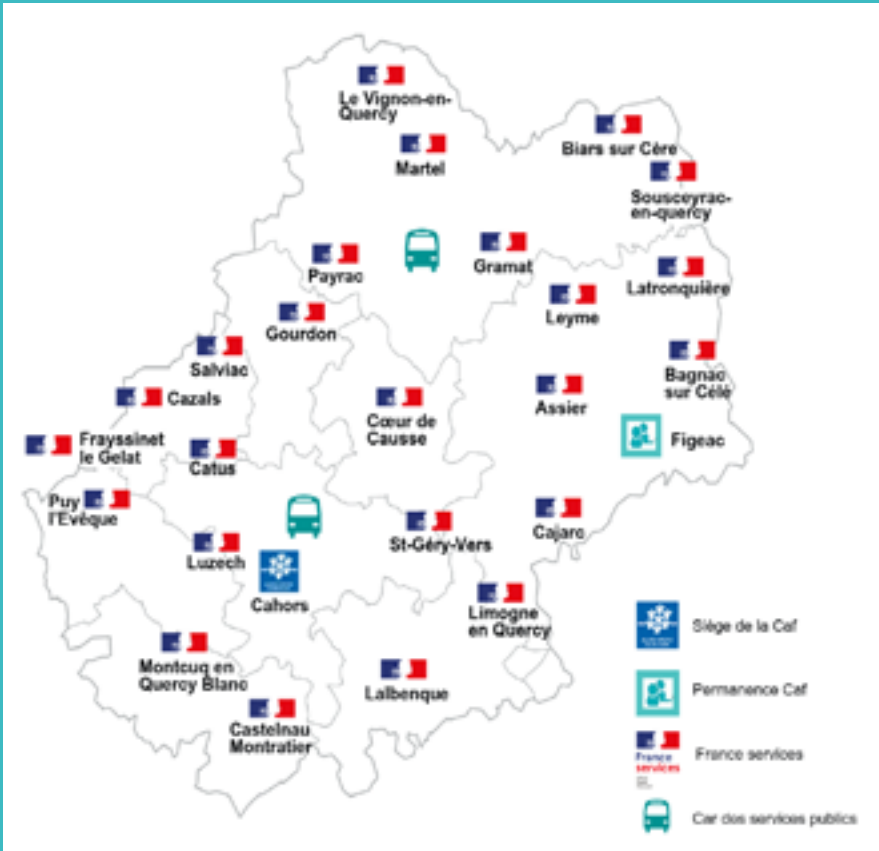 Le Vignon-en-
Quercy
Martel
Biars sur Cère
Sousceyrac-
en-quercy
Payrac
Gramat
Latronquière
Leyme
Gourdon
Salviac
Bagnac
sur Célé
Cazals
Assier
Cœur de
Causse
Frayssinet
le Gelat
Figeac
Catus
Puy
l'Evêque
Cajarc
St-Géry-Vers
Luzech
Cahors
Limogne
en Quercy
Montcuq en
Quercy Blanc
Lalbenque
Castelnau
Montratier
Siège de la Caf
Permanence Caf
France
services
France services
Car des services publics